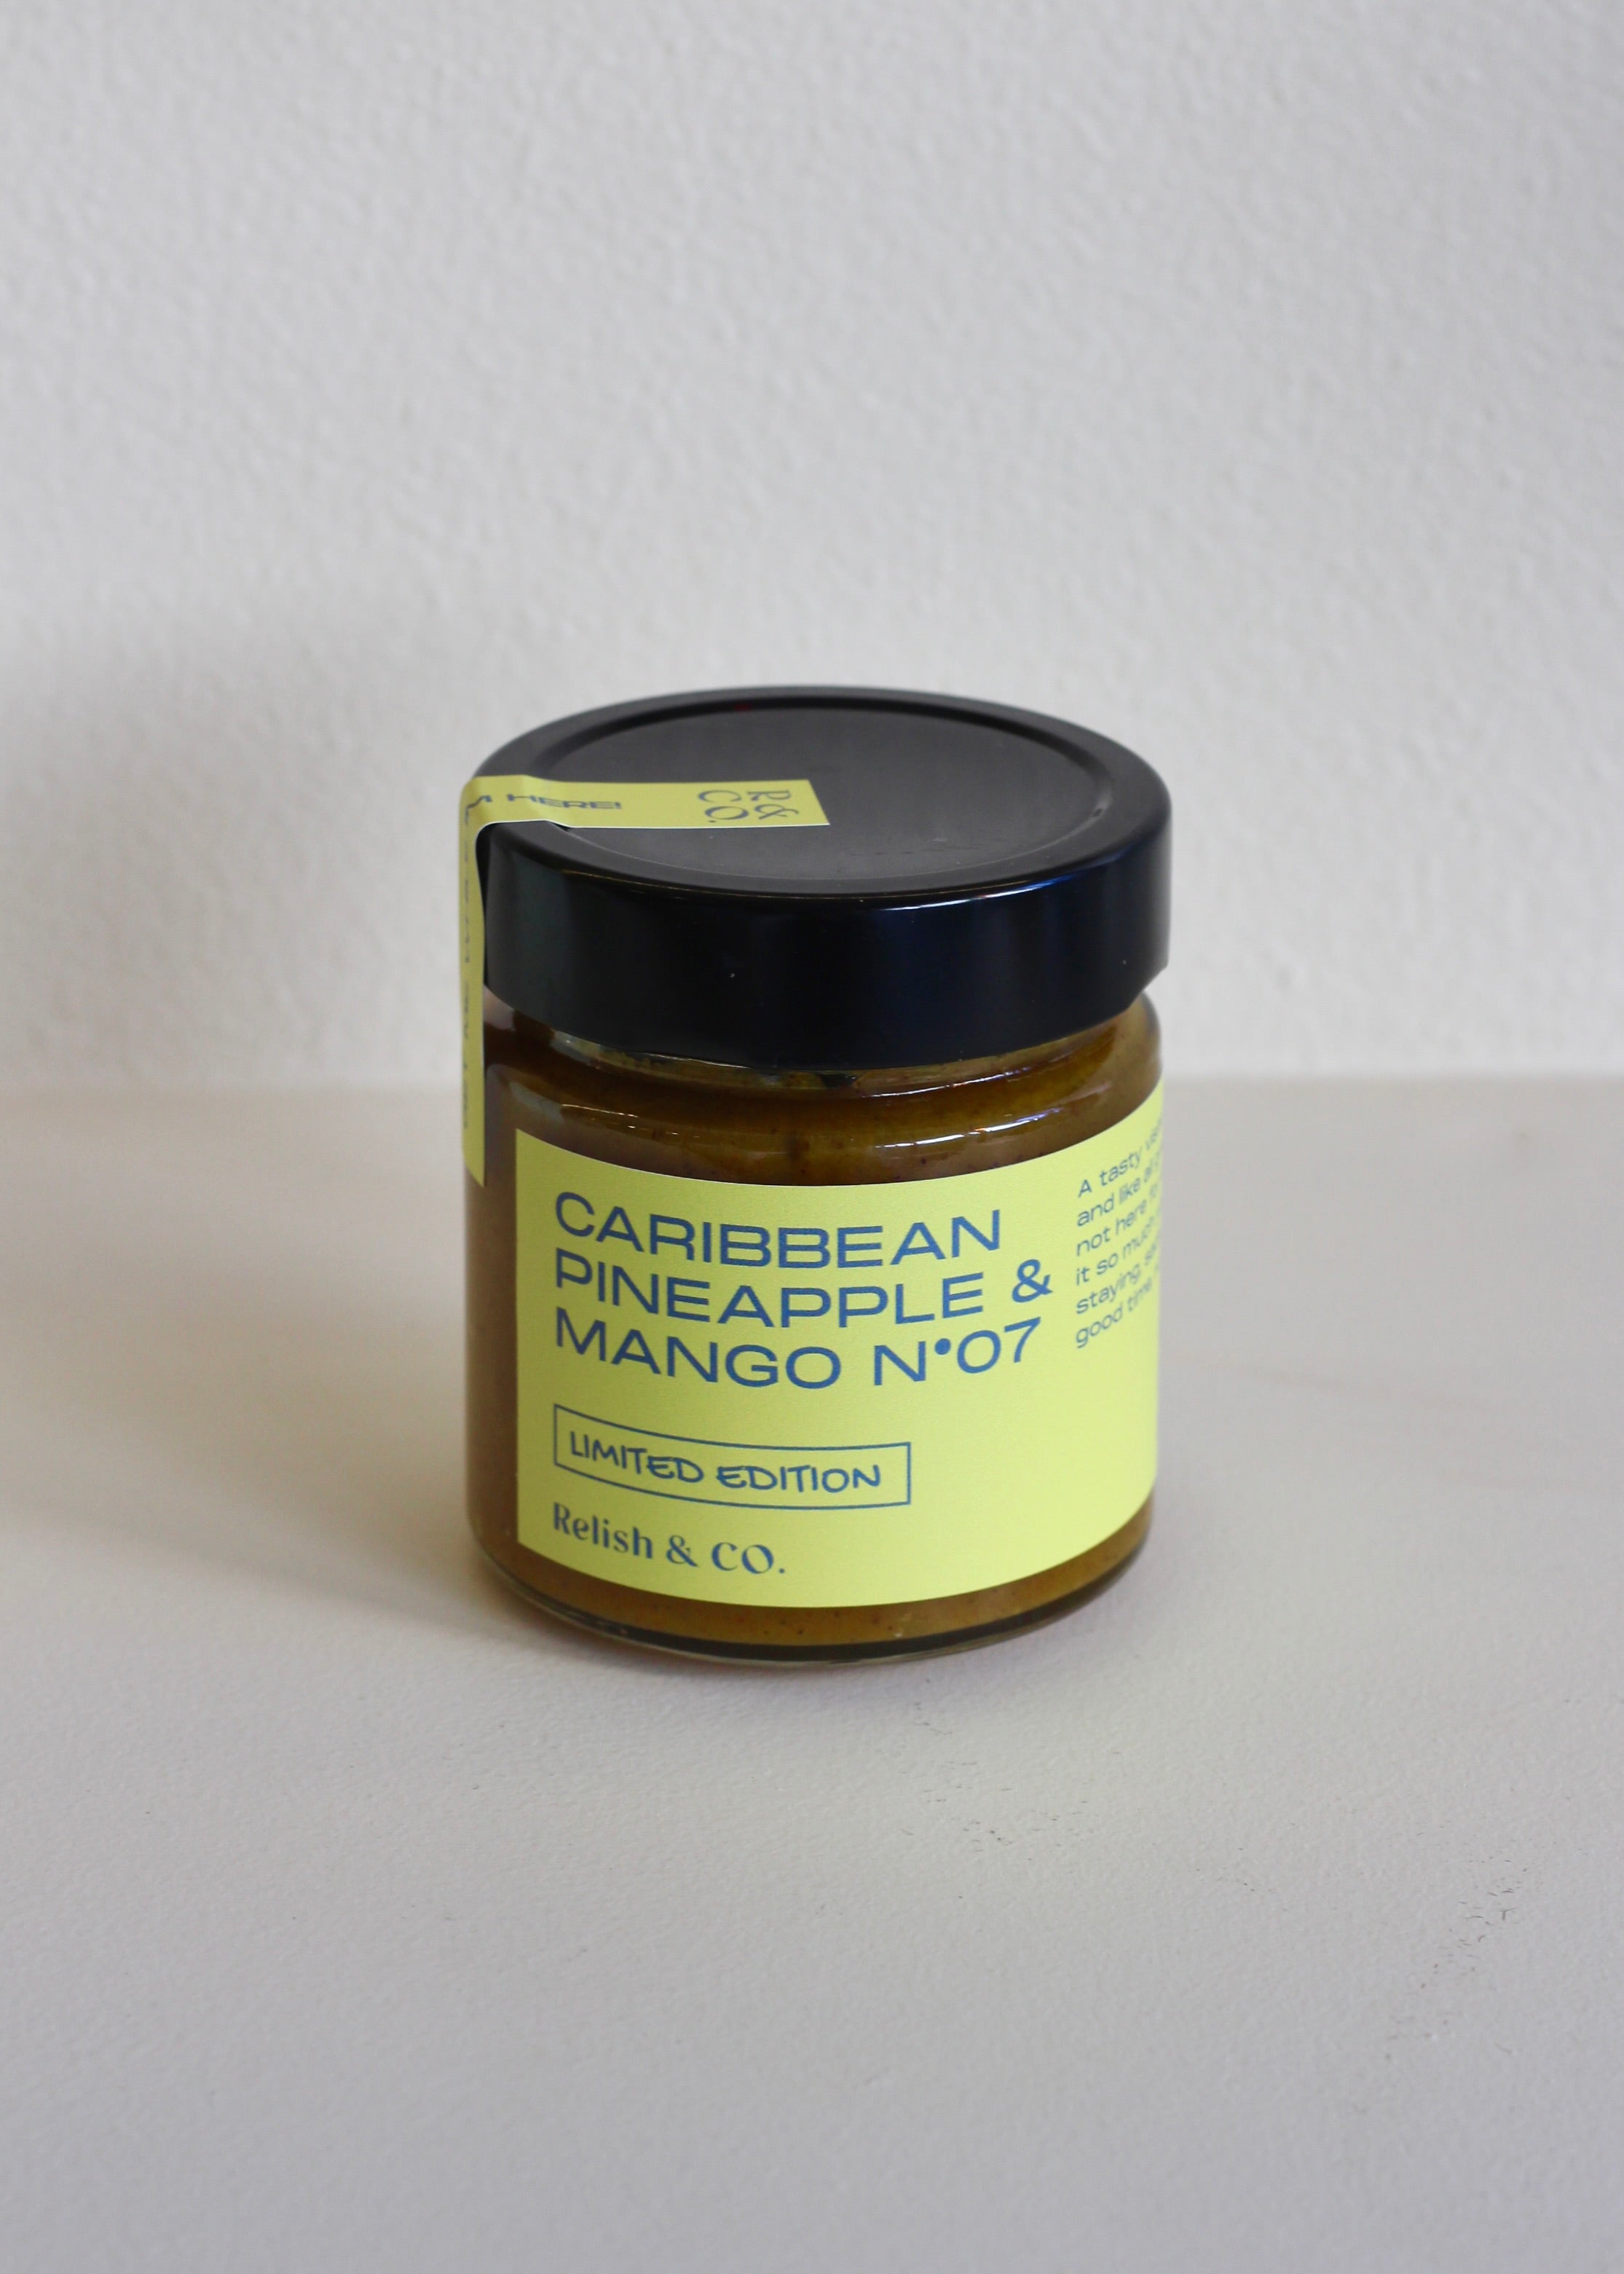 M HERE!
R&
CO.
CARIBBEAN
PINEAPPLE &
MANGO N°07
LIMITED EDITION
Relish & CO.
A tasty
and like
not here
it so much
staying,
good time